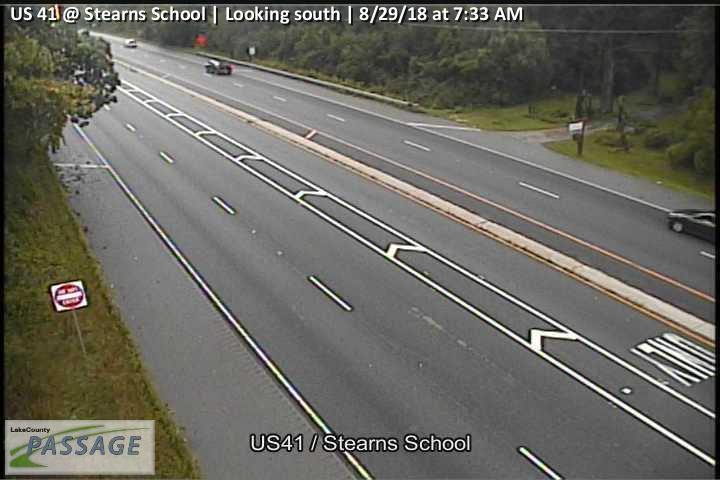 US 41 @ Stearns School | Looking south | 8/29/18 at 7:33 AM
DO NOT
ENTER
ONLY
LakeCounty
PASSAGE
US41 / Stearns School